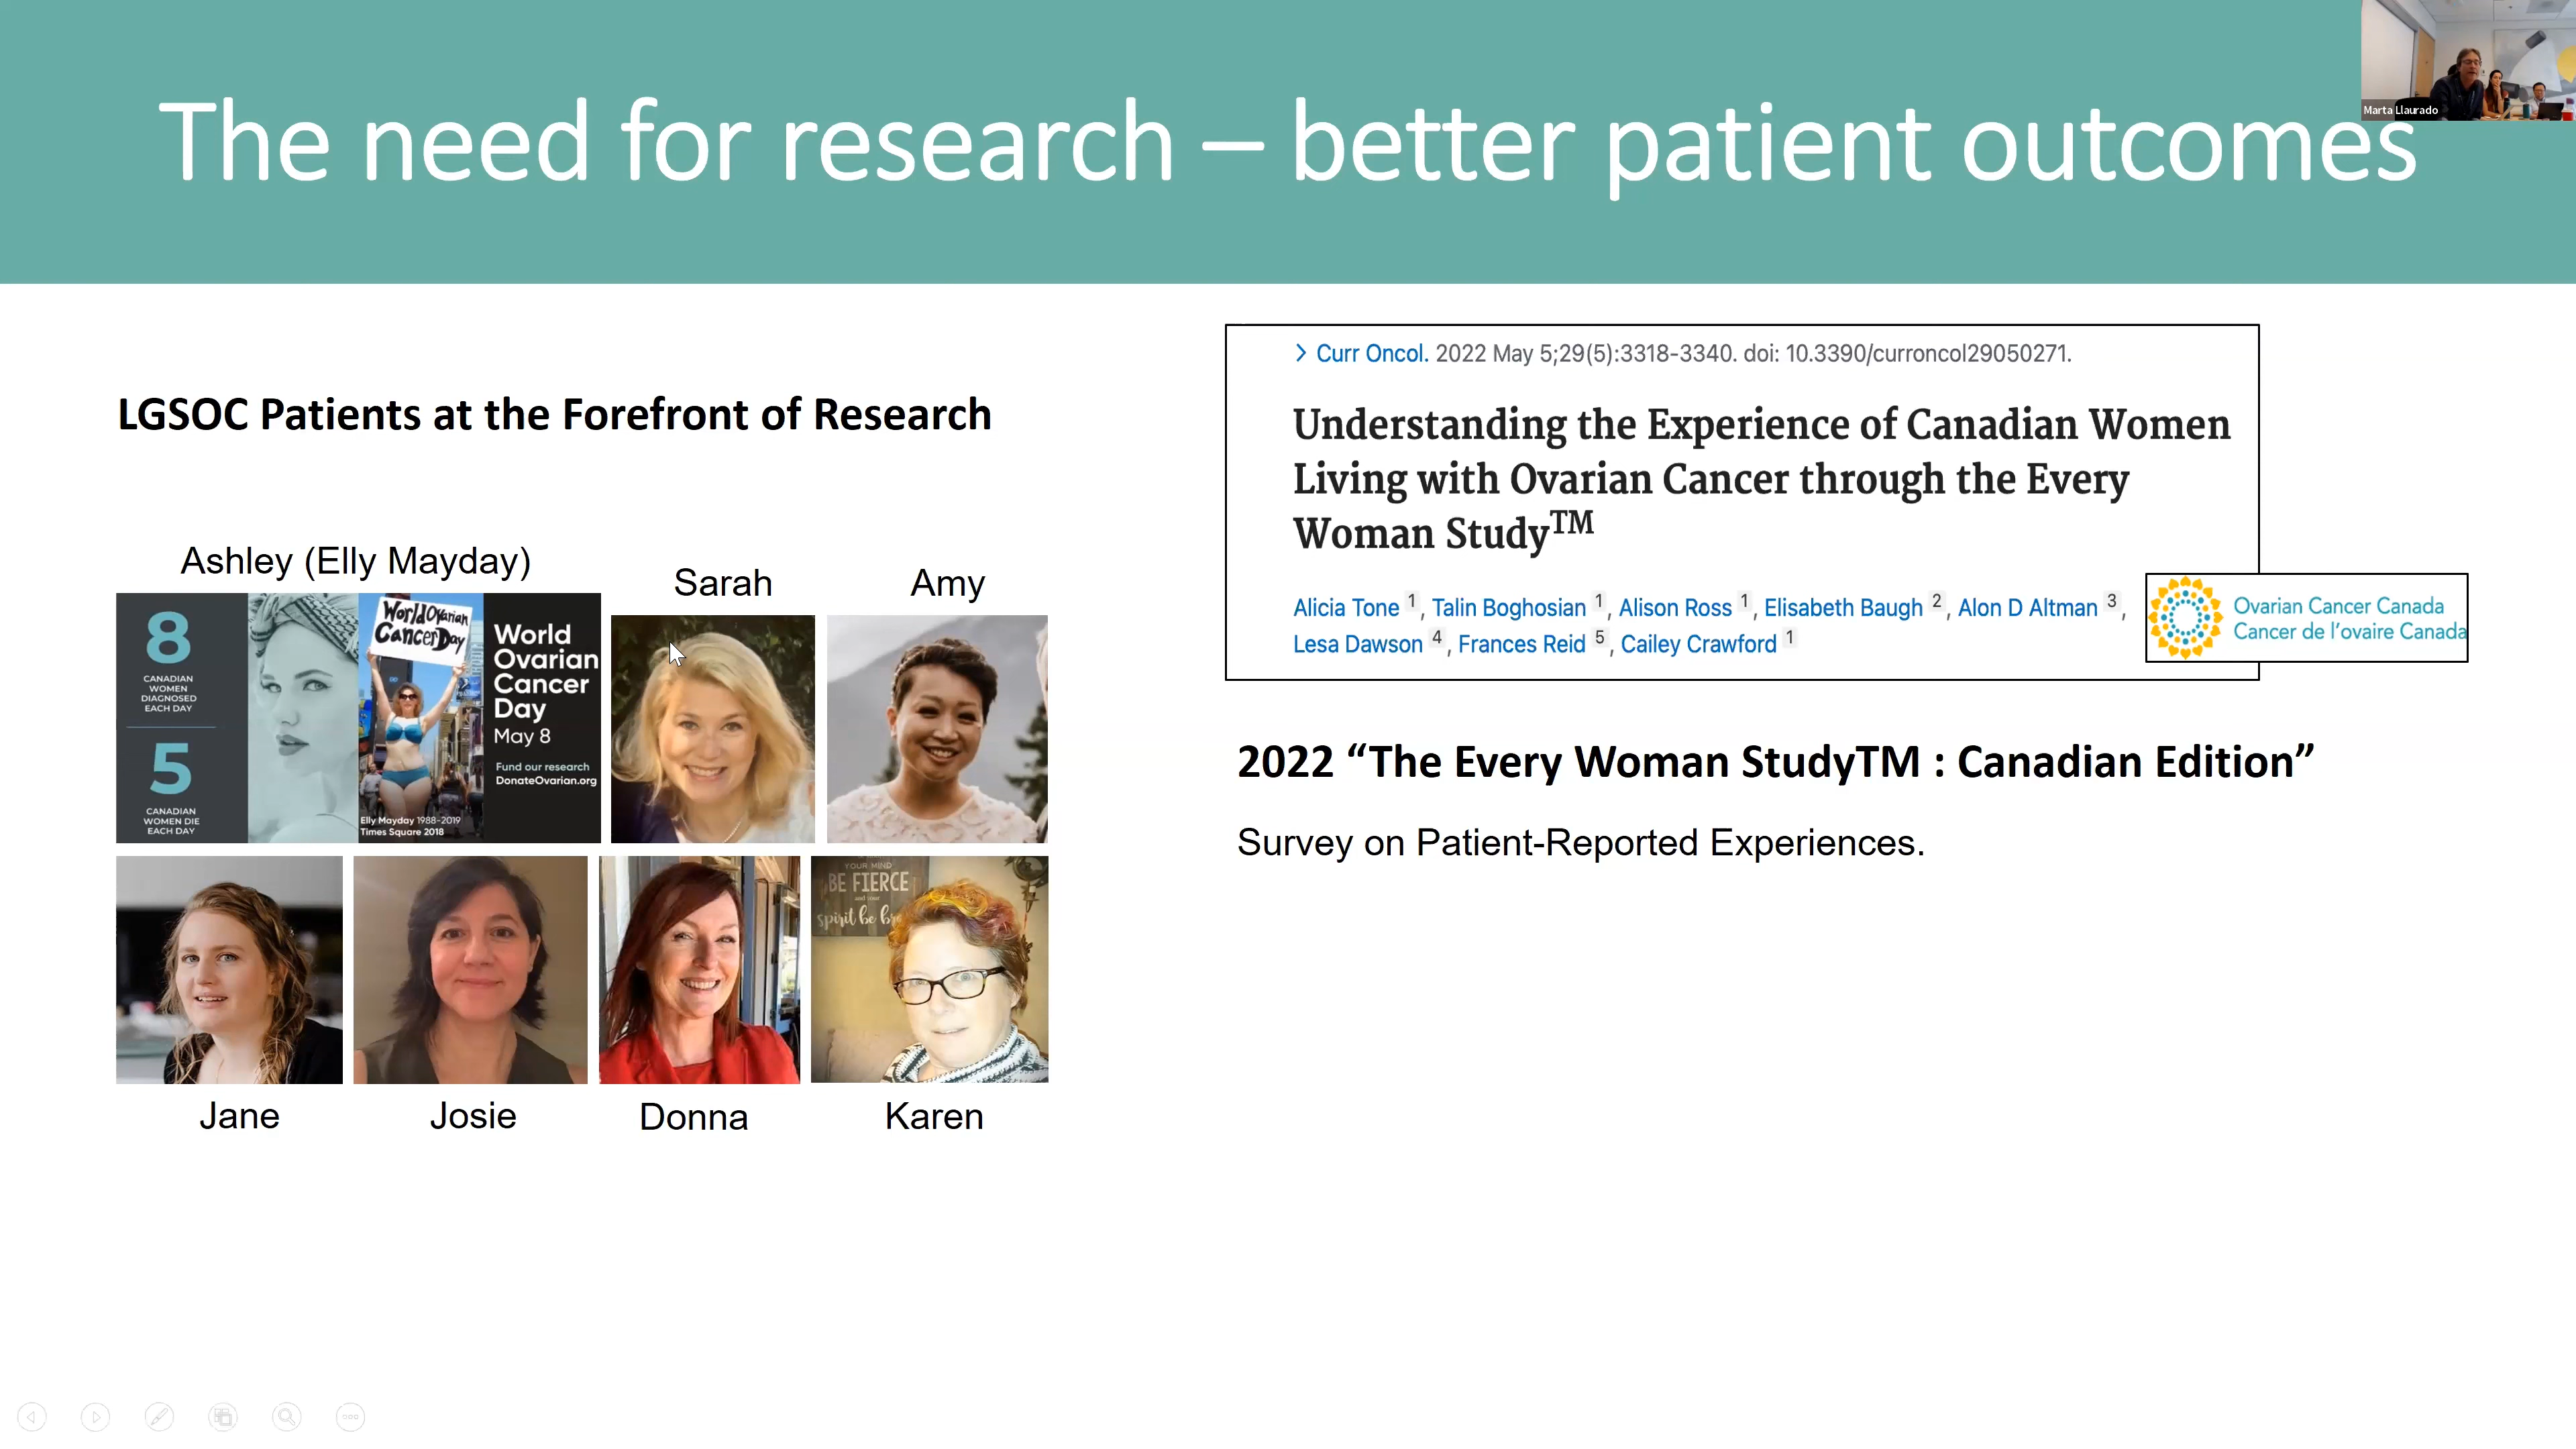 The need for research – better patient outcomes
Marta Llaurado
LGSOC Patients at the Forefront of Research
Ashley (Elly Mayday)
Sarah
Amy
8
CANADIAN
WOMEN
DIAGNOSED
EACH DAY
5
CANADIAN
WOMEN DIE
EACH DAY
World Ovarian
Cancer Day
Elly Mayday 1988-2019
Times Square 2018
World
Ovarian
Cancer
Day
May 8
Fund our research
DonateOvarian.org
YOUR MIND
BE FIERCE
spirit be
Jane
Josie
Donna
Karen
> Curr Oncol. 2022 May 5;29(5):3318-3340. doi: 10.3390/curroncol29050271.
Understanding the Experience of Canadian Women
Living with Ovarian Cancer through the Every
Woman Study™
Alicia Tone 1, Talin Boghosian 1, Alison Ross 1, Elisabeth Baugh 2, Alon D Altman 3,
Lesa Dawson 4, Frances Reid 5, Cailey Crawford 1
Ovarian Cancer Canada
Cancer de l'ovaire Canada
2022 “The Every Woman StudyTM : Canadian Edition”
Survey on Patient-Reported Experiences.